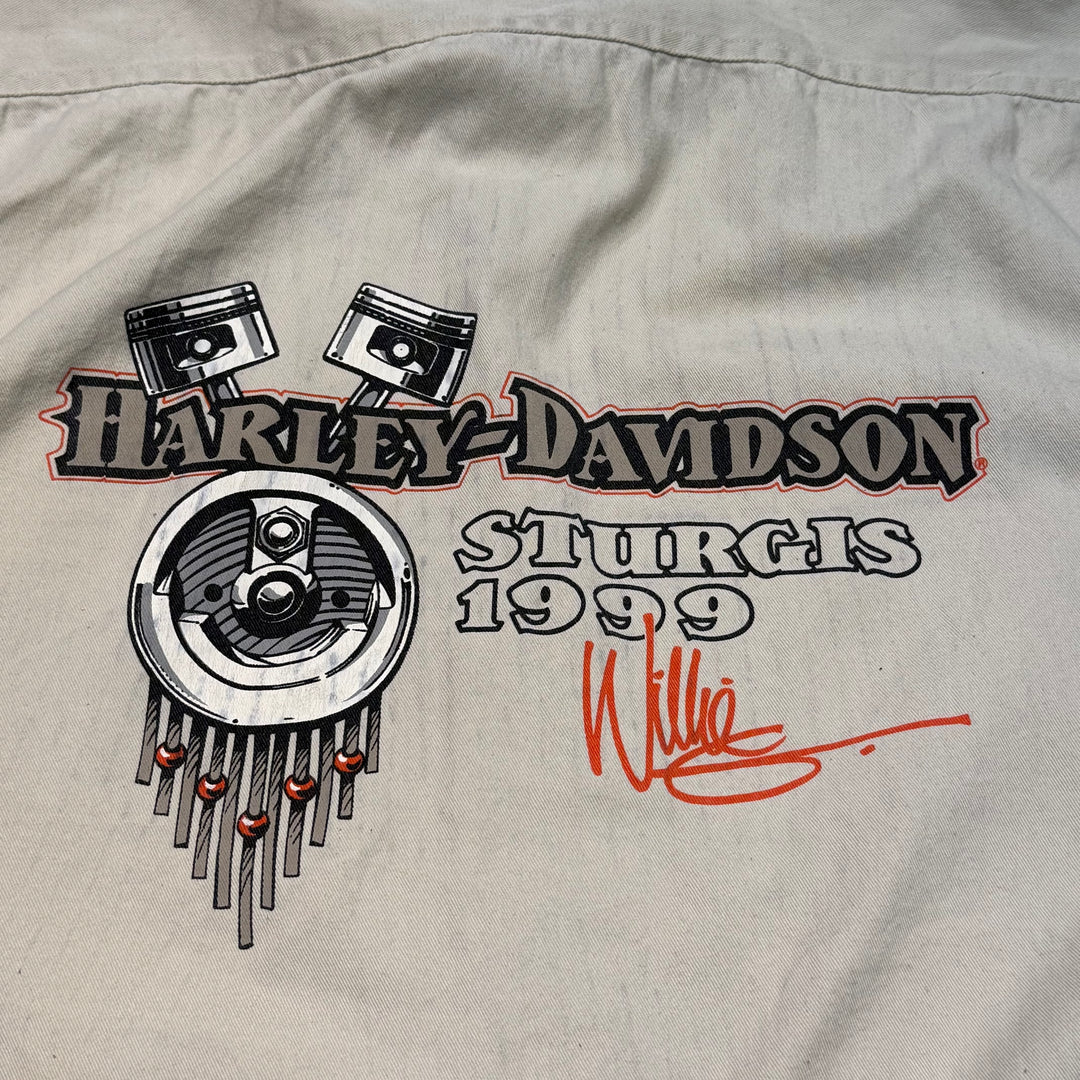 HARLEY-DAVIDSON®
STURGIS
1999
Willie G.